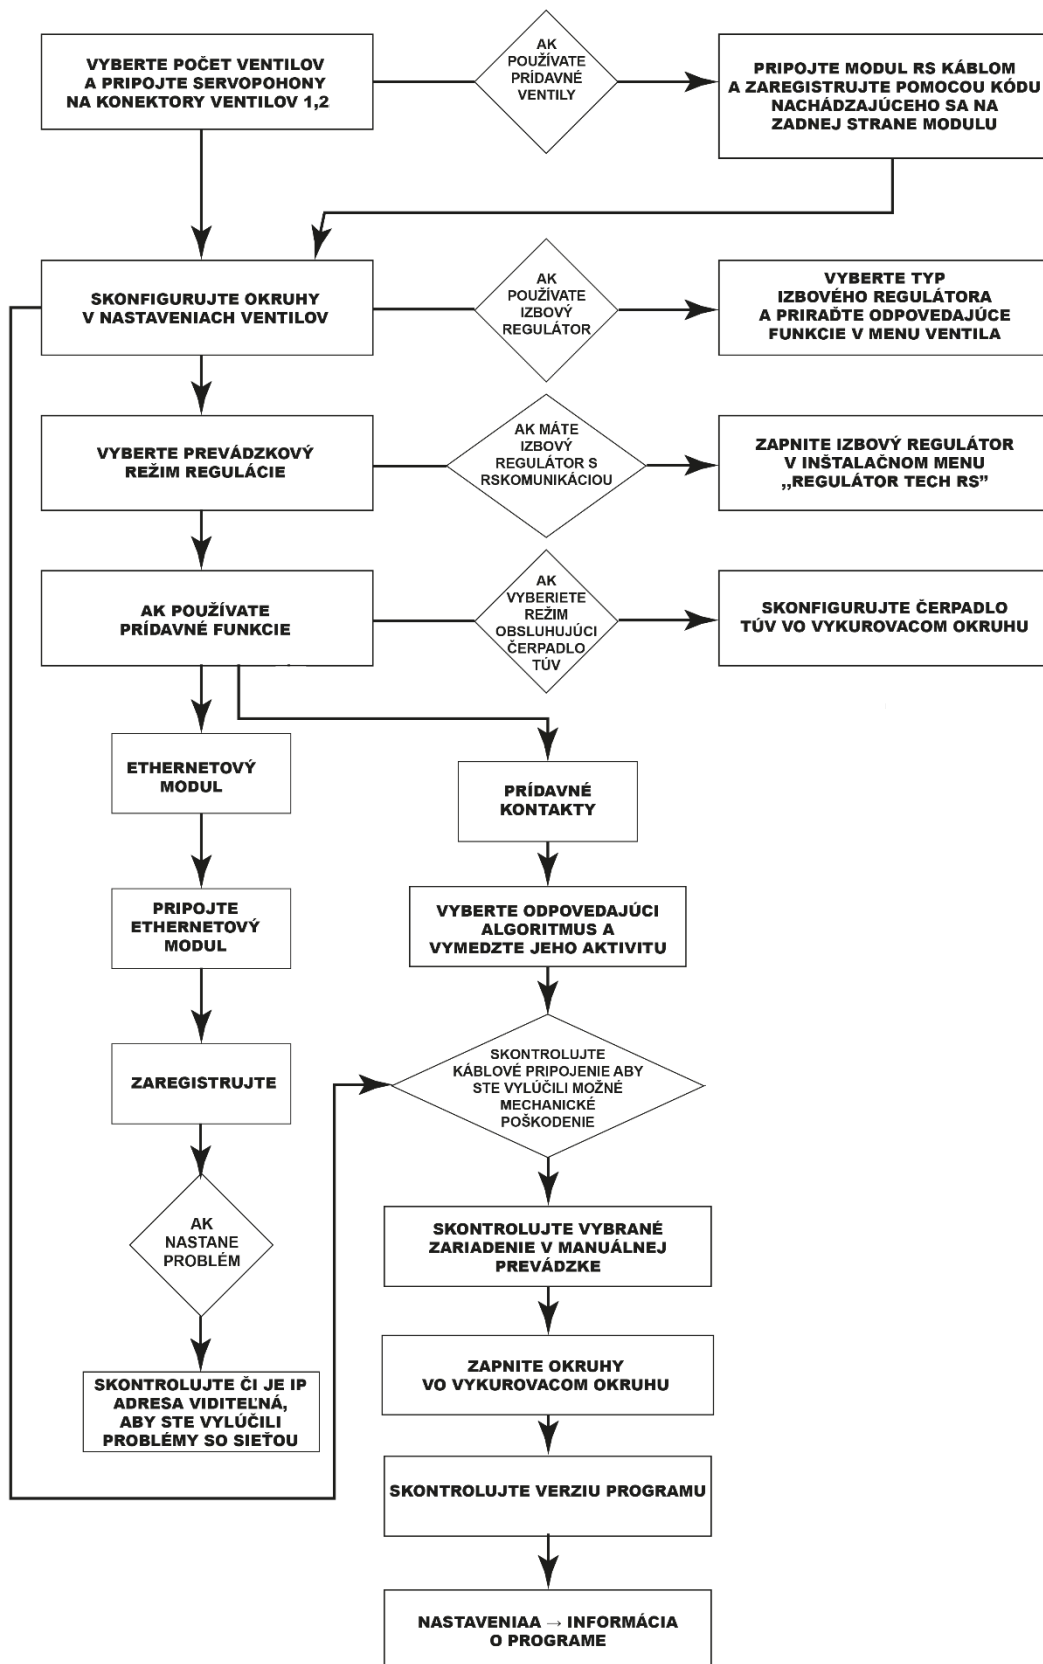 VYBERTE POČET VENTILOV
A PRIPOJTE SERVOPOHONY
NA KONEKTORY VENTILOV 1,2
AK
POUŽÍVATE
PRÍDAVNÉ
VENTILY
PRIPOJTE MODUL RS KÁBLOM
A ZAREGISTRUJTE POMOCOU KÓDU
NACHÁDZAJÚCEHO SA NA
ZADNEJ STRANE MODULU
SKONFIGURUJTE OKRUHY
V NASTAVENIACH VENTILOV
AK
POUŽÍVATE
IZBOVÝ
REGULÁTOR
VYBERTE TYP
IZBOVÉHO REGULÁTORA
A PRIRAĎTE ODPOVEDAJÚCE
FUNKCIE V MENU VENTILA
VYBERTE PREVÁDZKOVÝ
REŽIM REGULÁCIE
AK MÁTE
IZBOVÝ
REGULÁTOR S
RSKOMUNIKÁCIOU
ZAPNITE IZBOVÝ REGULÁTOR
V INŠTALAČNOM MENU
,,REGULÁTOR TECH RS”
AK POUŽÍVATE
PRÍDAVNÉ FUNKCIE
AK
VYBERIETE
REŽIM
OBSLUHUJÚCI
ČERPADLO
TÚV
SKONFIGURUJTE ČERPADLO
TÚV VO VYKUROVACOM OKRUHU
ETHERNETOVÝ
MODUL
PRÍDAVNÉ
KONTAKTY
PRIPOJTE
ETHERNETOVÝ
MODUL
VYBERTE ODPOVEDAJÚCI
ALGORITMUS A
VYMEDZTE JEHO AKTIVITU
ZAREGISTRUJTE
SKONTROLUJTE
KÁBLOVÉ PRIPOJENIE ABY
STE VYLÚČILI MOŽNÉ
MECHANICKÉ
POŠKODENIE
AK
NASTANE
PROBLÉM
SKONTROLUJTE VYBRANÉ
ZARIADENIE V MANUÁLNEJ
PREVÁDZKE
SKONTROLUJTE ČI JE IP
ADRESA VIDITEĽNÁ,
ABY STE VYLÚČILI
PROBLÉMY SO SIEŤOU
ZAPNITE OKRUHY
VO VYKUROVACOM OKRUHU
SKONTROLUJTE VERZIU PROGRAMU
NASTAVENIAA → INFORMÁCIA
O PROGRAME